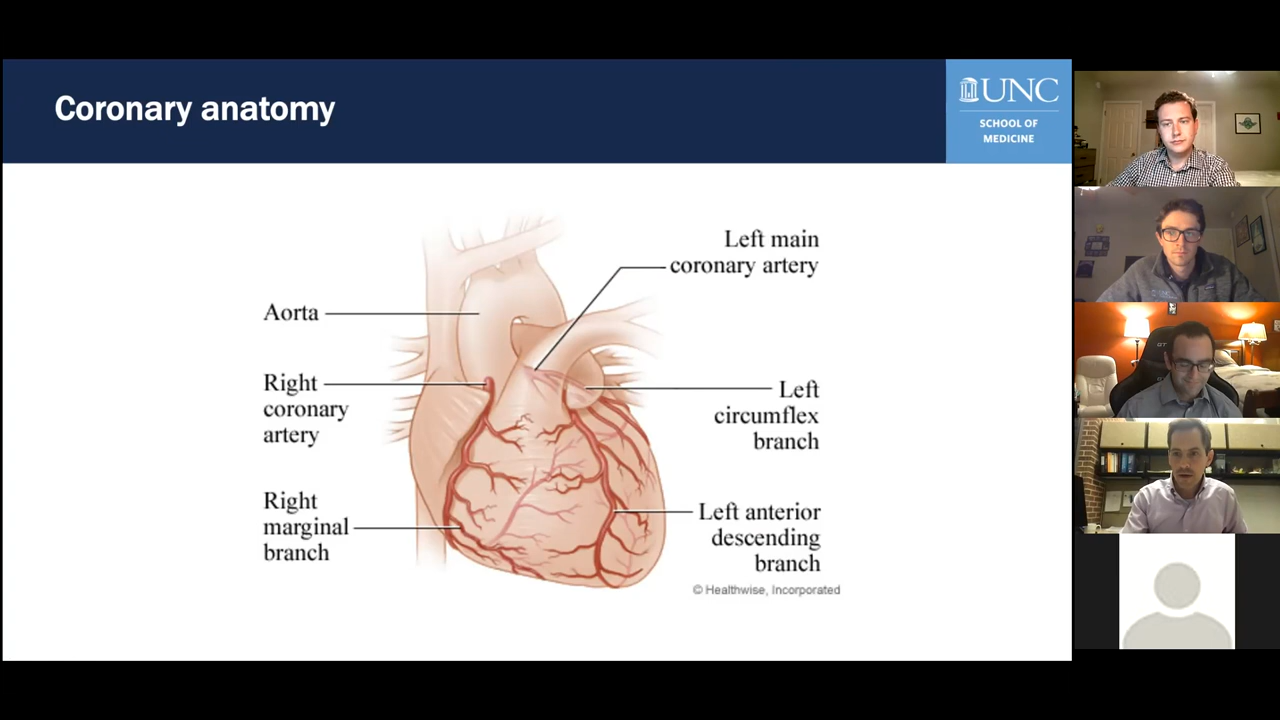 Coronary anatomy
UNC
SCHOOL OF
MEDICINE
Left main
coronary artery
Aorta
Right
coronary
artery
Left
circumflex
branch
Right
marginal
branch
Left anterior
descending
branch
© Healthwise, Incorporated